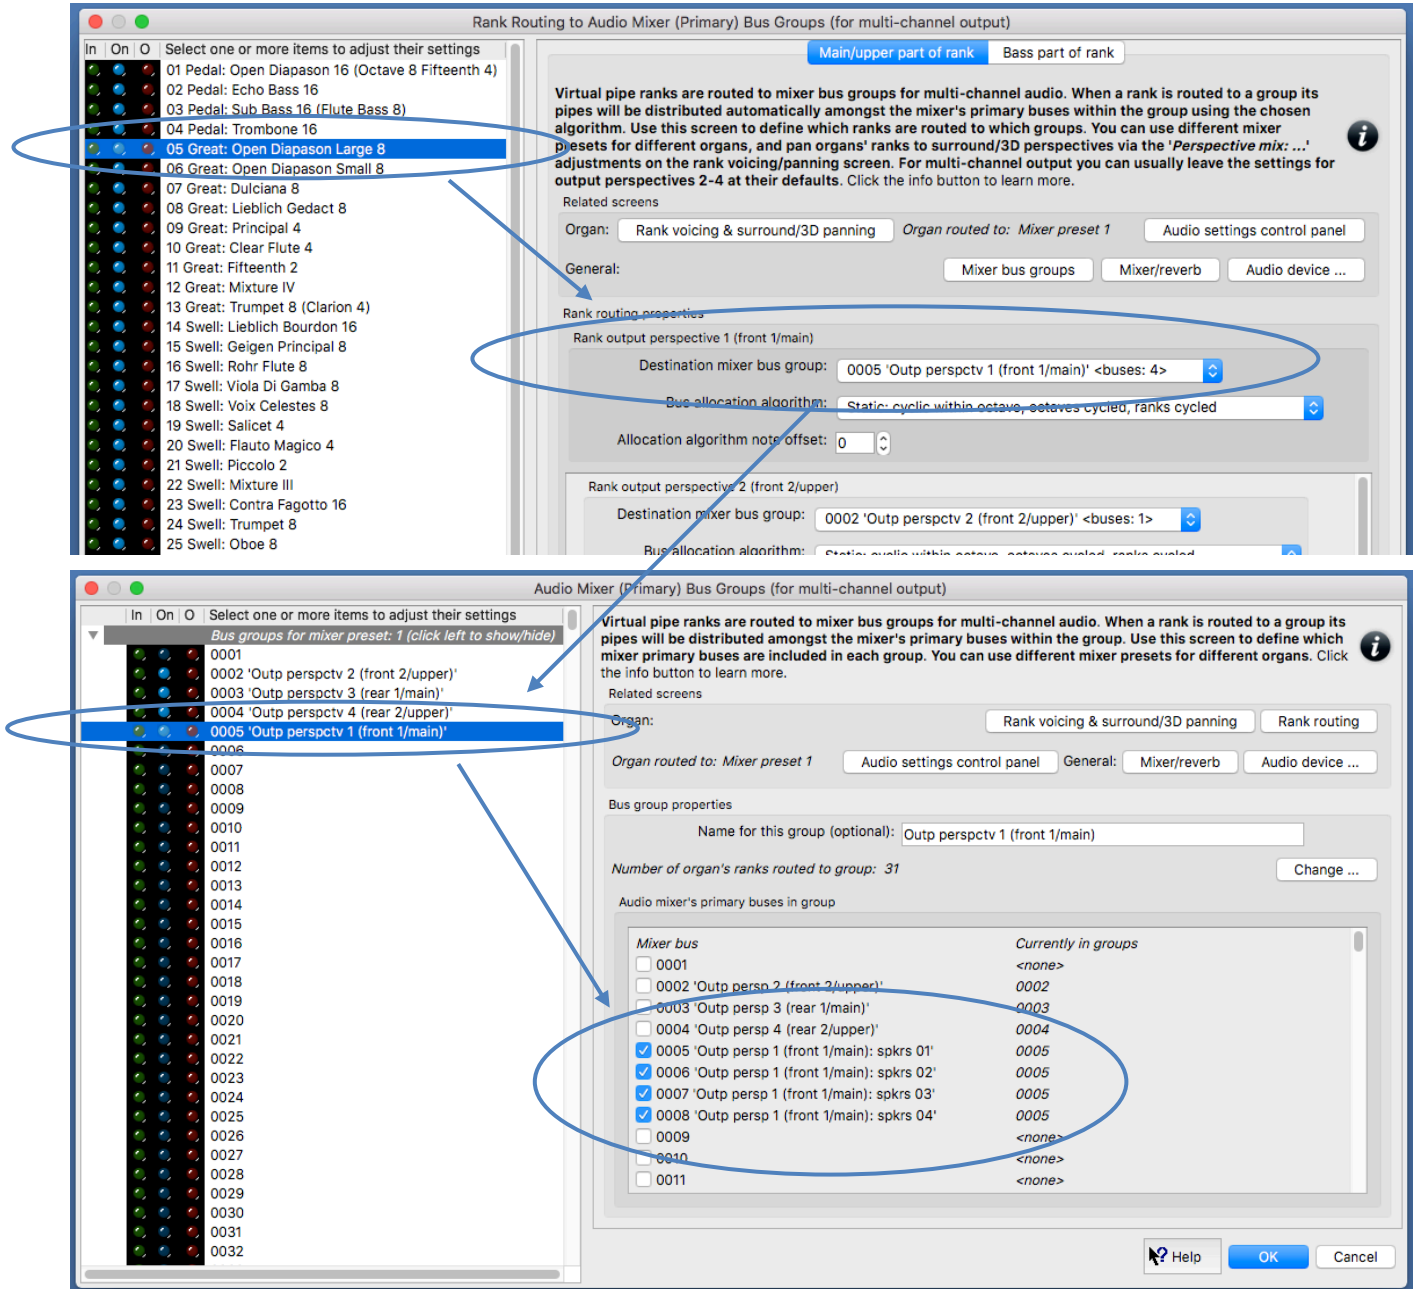 Rank Routing to Audio Mixer (Primary) Bus Groups (for multi-channel output)
In On O Select one or more items to adjust their settings
01 Pedal: Open Diapason 16 (Octave 8 Fifteenth 4)
02 Pedal: Echo Bass 16
03 Pedal: Sub Bass 16 (Flute Bass 8)
04 Pedal: Trombone 16
05 Great: Open Diapason Large 8
06 Great: Open Diapason Small 8
07 Great: Dulciana 8
08 Great: Lieblich Gedact 8
09 Great: Principal 4
10 Great: Clear Flute 4
11 Great: Fifteenth 2
12 Great: Mixture IV
13 Great: Trumpet 8 (Clarion 4)
14 Swell: Lieblich Bourdon 16
15 Swell: Geigen Principal 8
16 Swell: Rohr Flute 8
17 Swell: Viola Di Gamba 8
18 Swell: Voix Celestes 8
19 Swell: Salicet 4
20 Swell: Flauto Magico 4
21 Swell: Piccolo 2
22 Swell: Mixture III
23 Swell: Contra Fagotto 16
24 Swell: Trumpet 8
25 Swell: Oboe 8
Main/upper part of rank Bass part of rank
Virtual pipe ranks are routed to mixer bus groups for multi-channel audio. When a rank is routed to a group its
pipes will be distributed automatically amongst the mixer's primary buses within the group using the chosen
algorithm. Use this screen to define which ranks are routed to which groups. You can use different mixer
presets for different organs, and pan organs' ranks to surround/3D perspectives via the 'Perspective mix: ...'
adjustments on the rank voicing/panning screen. For multi-channel output you can usually leave the settings for
output perspectives 2-4 at their defaults. Click the info button to learn more.
Related screens
Organ: Rank voicing & surround/3D panning Organ routed to: Mixer preset 1 Audio settings control panel
General: Mixer bus groups Mixer/reverb Audio device ...
Rank routing properties
Rank output perspective 1 (front 1/main)
Destination mixer bus group: 0005 'Outp perspctv 1 (front 1/main)' <buses: 4>
Bus allocation algorithm: Static: cyclic within octave, octaves cycled, ranks cycled
Allocation algorithm note offset: 0
Rank output perspective 2 (front 2/upper)
Destination mixer bus group: 0002 'Outp perspctv 2 (front 2/upper)' <buses: 1>
Bus allocation algorithm: Static: cyclic within octave, octaves cycled, ranks cycled
Audio Mixer (Primary) Bus Groups (for multi-channel output)
In On O Select one or more items to adjust their settings
Bus groups for mixer preset: 1 (click left to show/hide)
0001
0002 'Outp perspctv 2 (front 2/upper)'
0003 'Outp perspctv 3 (rear 1/main)'
0004 'Outp perspctv 4 (rear 2/upper)'
0005 'Outp perspctv 1 (front 1/main)'
0006
0007
0008
0009
0010
0011
0012
0013
0014
0015
0016
0017
0018
0019
0020
0021
0022
0023
0024
0025
0026
0027
0028
0029
0030
0031
0032
Virtual pipe ranks are routed to mixer bus groups for multi-channel audio. When a rank is routed to a group its
pipes will be distributed amongst the mixer's primary buses within the group. Use this screen to define which
mixer primary buses are included in each group. You can use different mixer presets for different organs. Click
the info button to learn more.
Related screens
Organ: Rank voicing & surround/3D panning Rank routing
Organ routed to: Mixer preset 1 Audio settings control panel General: Mixer/reverb Audio device ...
Bus group properties
Name for this group (optional): Outp perspctv 1 (front 1/main)
Number of organ's ranks routed to group: 31 Change ...
Audio mixer's primary buses in group
Mixer bus Currently in groups
0001 <none>
0002 'Outp persp 2 (front 2/upper)' 0002
0003 'Outp persp 3 (rear 1/main)' 0003
0004 'Outp persp 4 (rear 2/upper)' 0004
0005 'Outp persp 1 (front 1/main): spkrs 01' 0005
0006 'Outp persp 1 (front 1/main): spkrs 02' 0005
0007 'Outp persp 1 (front 1/main): spkrs 03' 0005
0008 'Outp persp 1 (front 1/main): spkrs 04' 0005
0009 <none>
0010 <none>
0011 <none>
Help OK Cancel